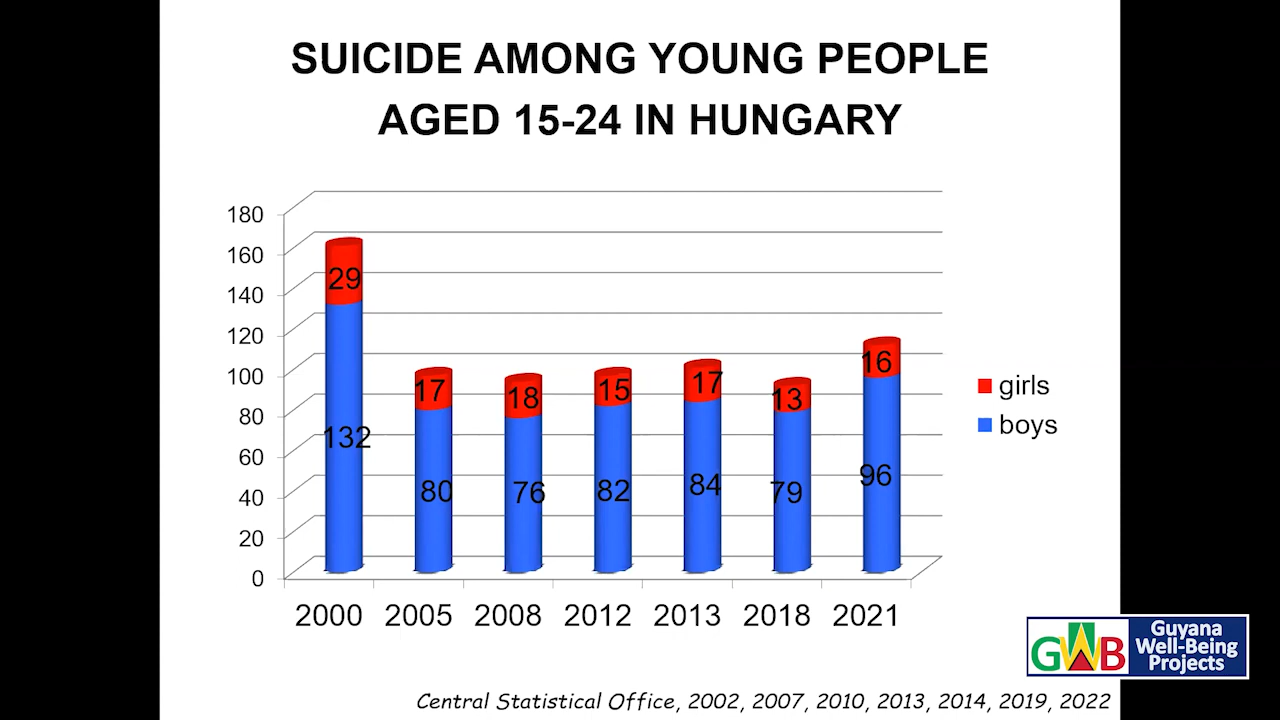 SUICIDE AMONG YOUNG PEOPLE
AGED 15-24 IN HUNGARY
180
160
140
120
100
80
60
40
20
0
29
17
18
15
17
13
16
132
80
76
82
84
79
96
girls
boys
2000 2005 2008 2012 2013 2018 2021
GWB
Guyana
Well-Being
Projects
Central Statistical Office, 2002, 2007, 2010, 2013, 2014, 2019, 2022